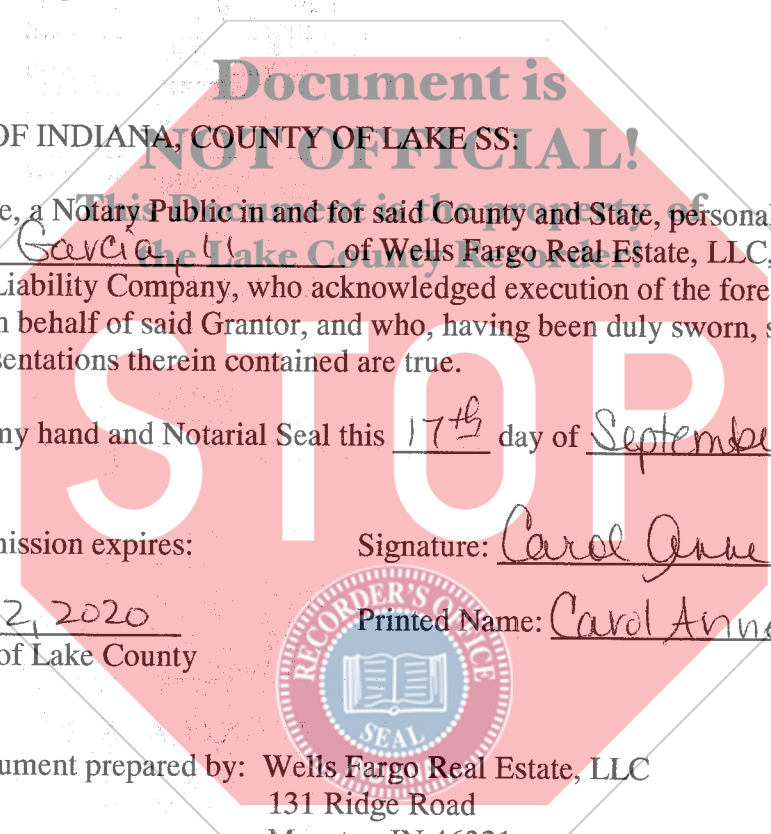 Document is
OF INDIANA, COUNTY OF LAKE SS:
NOT OFFICIAL!
e, a Notary Public in and for said County and State, personal
This Document is the property of
Garcia, of Wells Fargo Real Estate, LLC,
the Lake County Recorder!
Liability Company, who acknowledged execution of the fore
n behalf of said Grantor, and who, having been duly sworn, s
sentations therein contained are true.
STOP
my hand and Notarial Seal this 17th day of Septembe
ission expires: Signature: Carol Anne
2, 2020 Printed Name: Carol Anne
of Lake County
RECORDER'S OFFICE
SEAL
ument prepared by: Wells Fargo Real Estate, LLC
131 Ridge Road